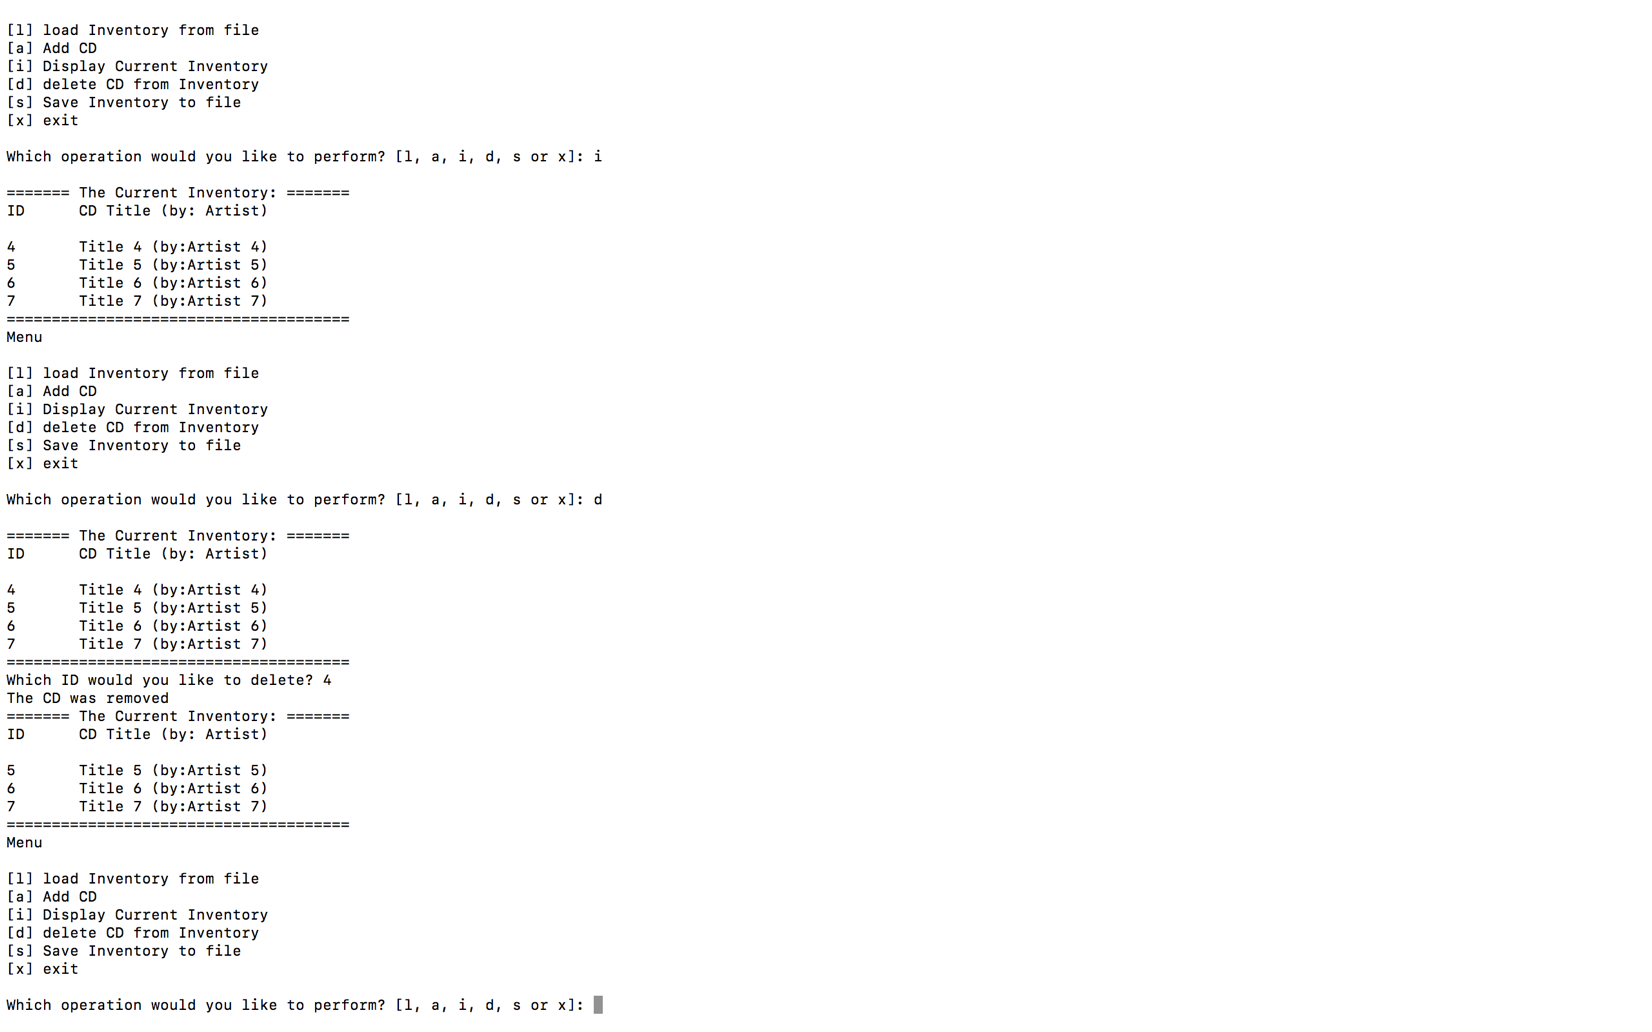 [l] load Inventory from file
[a] Add CD
[i] Display Current Inventory
[d] delete CD from Inventory
[s] Save Inventory to file
[x] exit
Which operation would you like to perform? [l, a, i, d, s or x]: i
======= The Current Inventory: =======
ID      CD Title (by: Artist)
4       Title 4 (by:Artist 4)
5       Title 5 (by:Artist 5)
6       Title 6 (by:Artist 6)
7       Title 7 (by:Artist 7)
======================================
Menu
[l] load Inventory from file
[a] Add CD
[i] Display Current Inventory
[d] delete CD from Inventory
[s] Save Inventory to file
[x] exit
Which operation would you like to perform? [l, a, i, d, s or x]: d
======= The Current Inventory: =======
ID      CD Title (by: Artist)
4       Title 4 (by:Artist 4)
5       Title 5 (by:Artist 5)
6       Title 6 (by:Artist 6)
7       Title 7 (by:Artist 7)
======================================
Which ID would you like to delete? 4
The CD was removed
======= The Current Inventory: =======
ID      CD Title (by: Artist)
5       Title 5 (by:Artist 5)
6       Title 6 (by:Artist 6)
7       Title 7 (by:Artist 7)
======================================
Menu
[l] load Inventory from file
[a] Add CD
[i] Display Current Inventory
[d] delete CD from Inventory
[s] Save Inventory to file
[x] exit
Which operation would you like to perform? [l, a, i, d, s or x]: